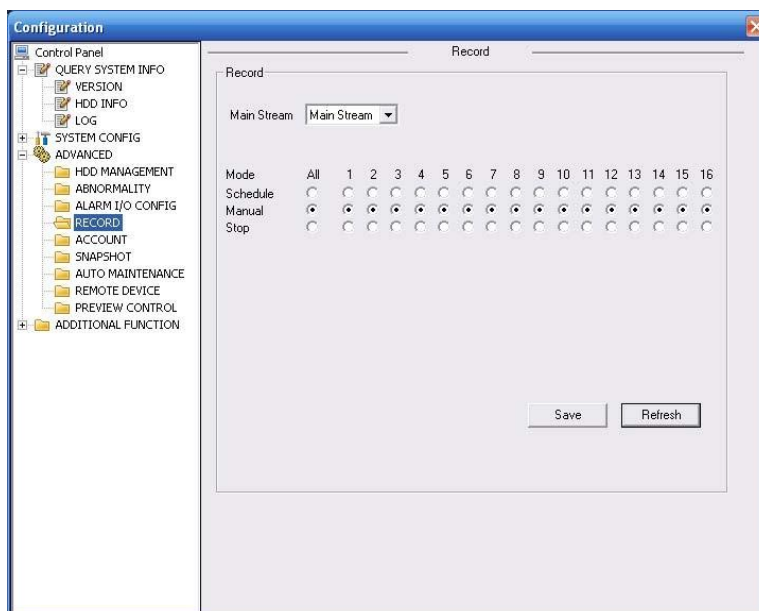 Configuration
Control Panel
QUERY SYSTEM INFO
VERSION
HDD INFO
LOG
SYSTEM CONFIG
ADVANCED
HDD MANAGEMENT
ABNORMALITY
ALARM I/O CONFIG
RECORD
ACCOUNT
SNAPSHOT
AUTO MAINTENANCE
REMOTE DEVICE
PREVIEW CONTROL
ADDITIONAL FUNCTION
Record
Record
Main Stream Main Stream
Mode All 1 2 3 4 5 6 7 8 9 10 11 12 13 14 15 16
Schedule
Manual
Stop
Save Refresh